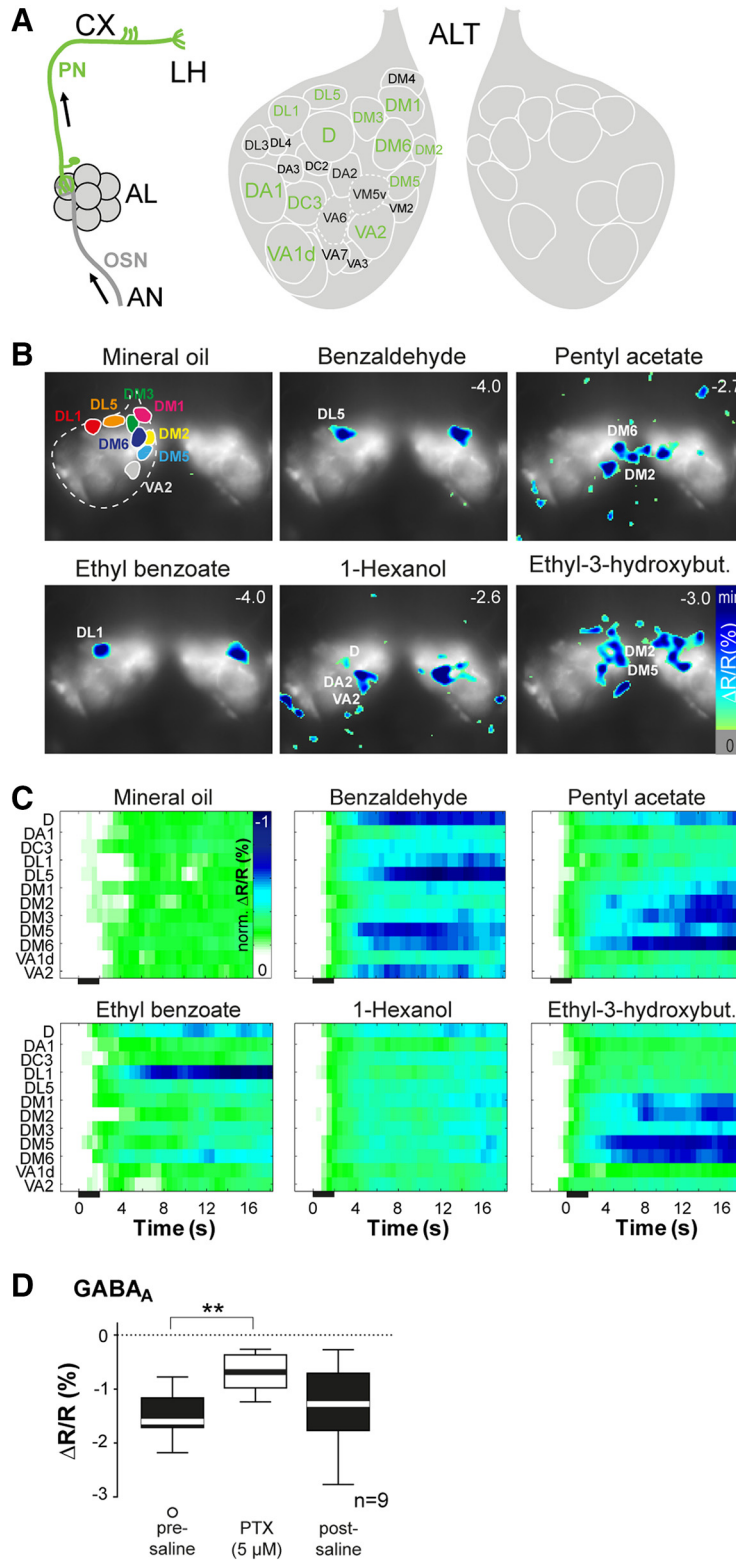 A
CX
PN
LH
AL
OSN
AN
ALT
DM4
DL5
DM1
DL1
DM3
D
DM6
DM2
DL3
DL4
DA3
DC2
DA2
DM5
DA1
DC3
VM5v
VM2
VA6
VA2
VA1d
VA7
VA3
B
Mineral oil
Benzaldehyde
Pentyl acetate
DM3
DL5
DM1
DL1
DM6
DM2
DM5
VA2
-4.0
DL5
-2.7
DM6
DM2
Ethyl benzoate
1-Hexanol
Ethyl-3-hydroxybut.
-4.0
DL1
-2.6
D
DA2
VA2
-3.0
DM2
DM5
min
ΔR/R(%)
0
C
Mineral oil
Benzaldehyde
Pentyl acetate
D
DA1
DC3
DL1
DL5
DM1
DM2
DM3
DM5
DM6
VA1d
VA2
-1
norm. ΔR/R (%)
0
Ethyl benzoate
1-Hexanol
Ethyl-3-hydroxybut.
D
DA1
DC3
DL1
DL5
DM1
DM2
DM3
DM5
DM6
VA1d
VA2
0 4 8 12 16
0 4 8 12 16
0 4 8 12 16
Time (s)
Time (s)
Time (s)
D
GABAA
**
0
-1
-2
-3
ΔR/R (%)
n=9
pre-
saline
PTX
(5 µM)
post-
saline